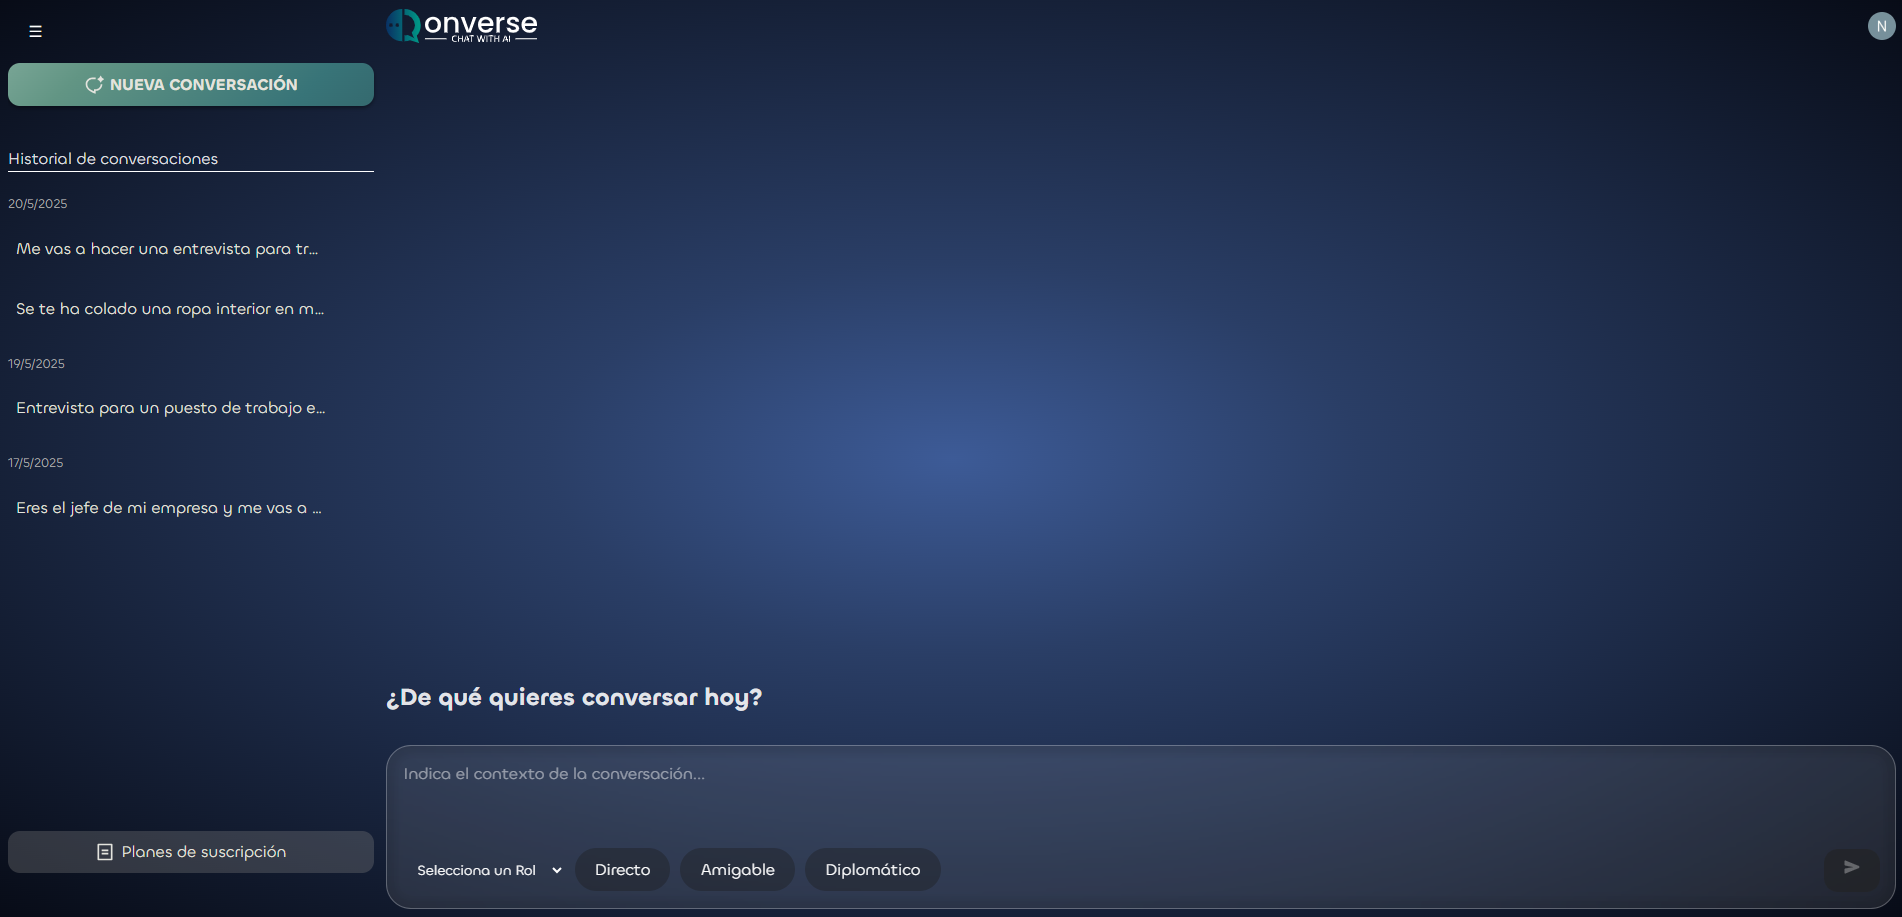 ☰
Qonverse
CHAT WITH AI
N
NUEVA CONVERSACIÓN
Historial de conversaciones
20/5/2025
Me vas a hacer una entrevista para tr...
Se te ha colado una ropa interior en m...
19/5/2025
Entrevista para un puesto de trabajo e...
17/5/2025
Eres el jefe de mi empresa y me vas a ...
Planes de suscripción
¿De qué quieres conversar hoy?
Indica el contexto de la conversación...
Selecciona un Rol
Directo
Amigable
Diplomático